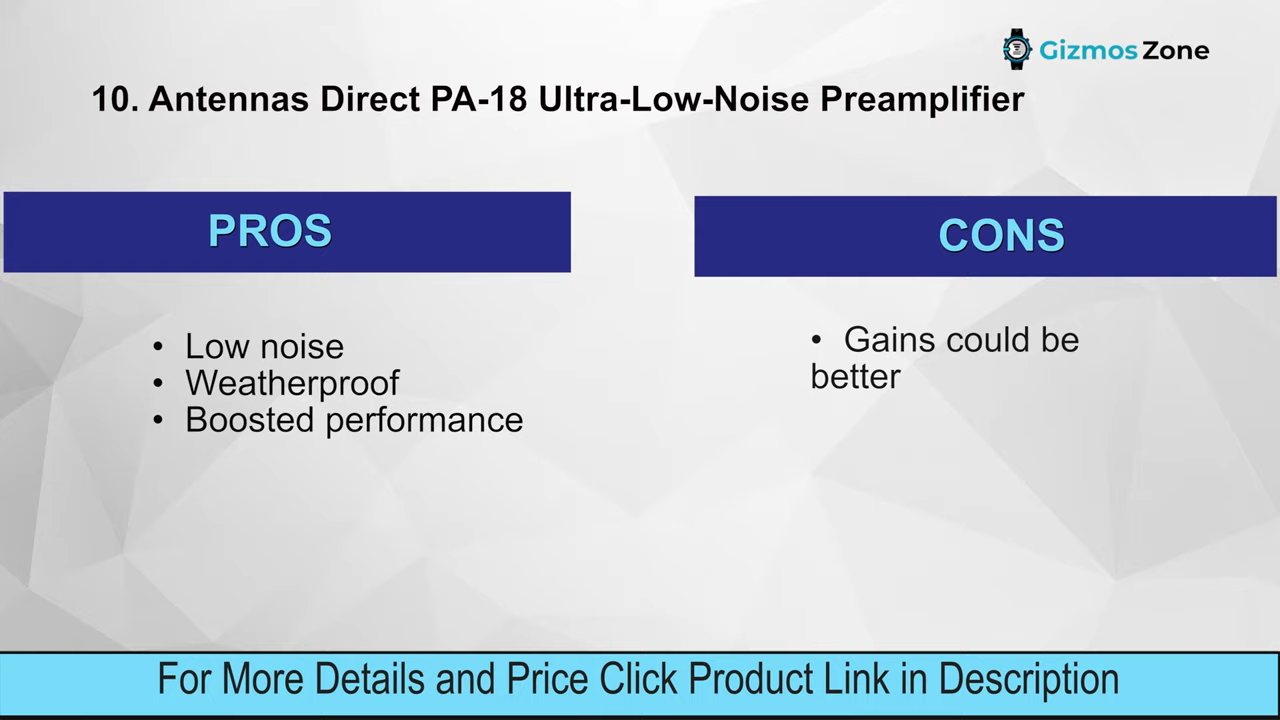 Gizmos Zone
10. Antennas Direct PA-18 Ultra-Low-Noise Preamplifier
PROS
• Low noise
• Weatherproof
• Boosted performance
CONS
• Gains could be
better
For More Details and Price Click Product Link in Description